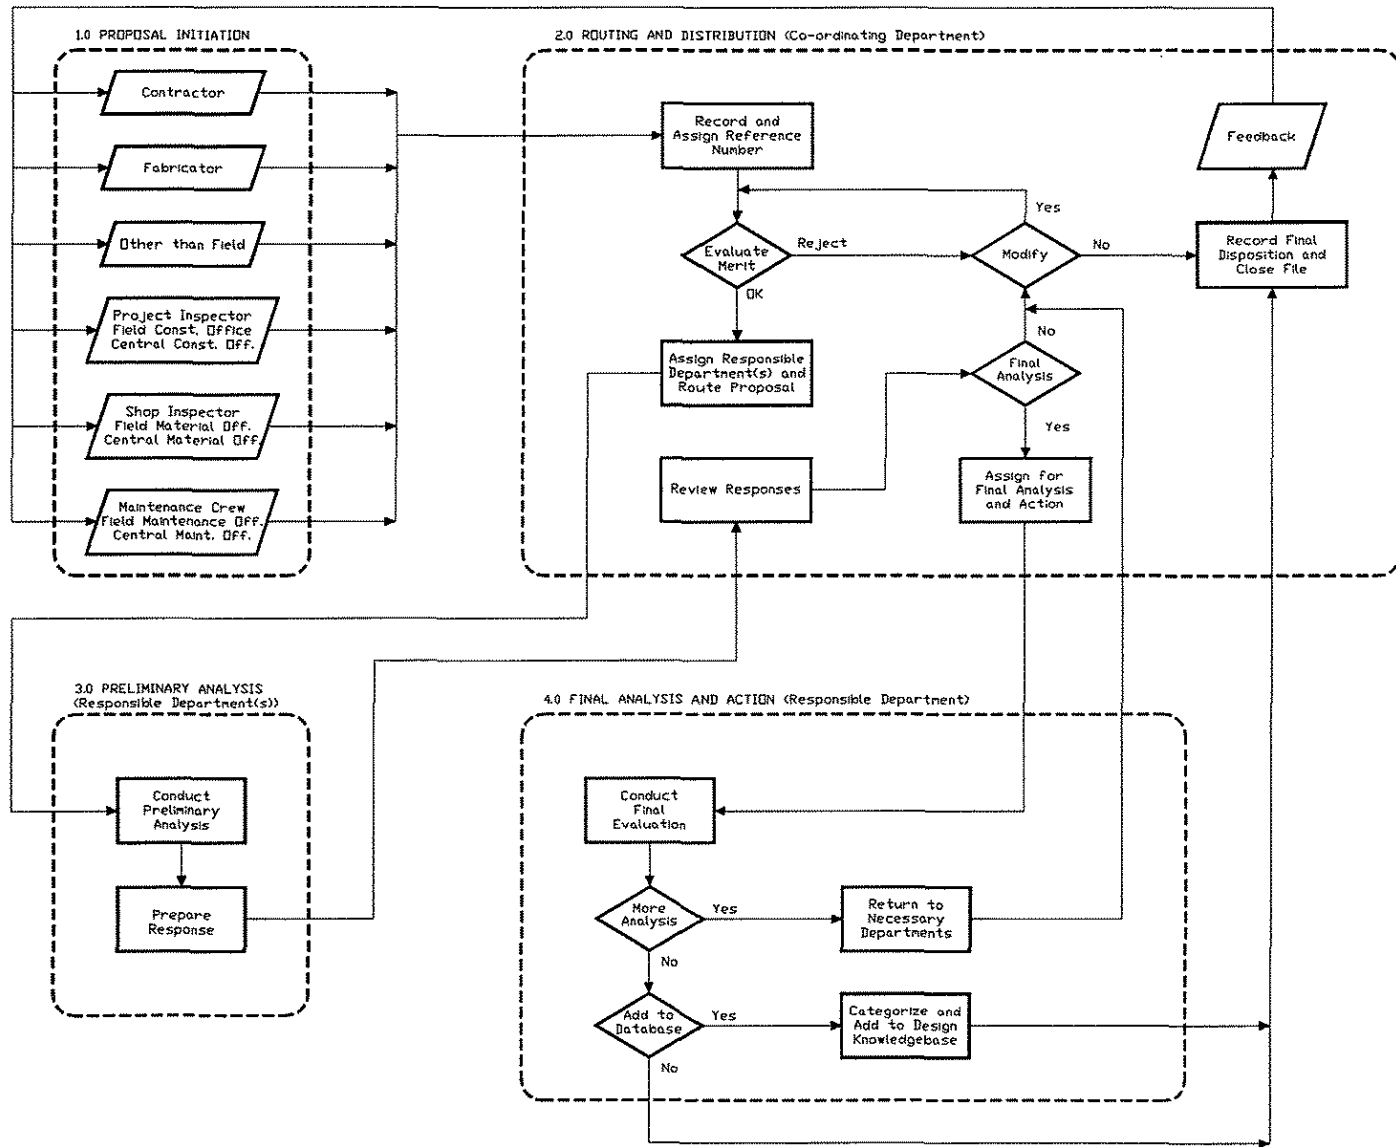 1.0 PROPOSAL INITIATION
Contractor
Fabricator
Other than Field
Project Inspector
Field Const. Office
Central Const. Off.
Shop Inspector
Field Material Off.
Central Material Off.
Maintenance Crew
Field Maintenance Off.
Central Maint. Off.
2.0 ROUTING AND DISTRIBUTION (Co-ordinating Department)
Record and
Assign Reference
Number
Evaluate
Merit
Reject
OK
Modify
Yes
No
Record Final
Disposition and
Close File
Feedback
Assign Responsible
Department(s) and
Route Proposal
Final
Analysis
No
Yes
Review Responses
Assign for
Final Analysis
and Action
3.0 PRELIMINARY ANALYSIS
(Responsible Department(s))
Conduct
Preliminary
Analysis
Prepare
Response
4.0 FINAL ANALYSIS AND ACTION (Responsible Department)
Conduct
Final
Evaluation
More
Analysis
Yes
No
Return to
Necessary
Departments
Add to
Database
Yes
No
Categorize and
Add to Design
Knowledgebase